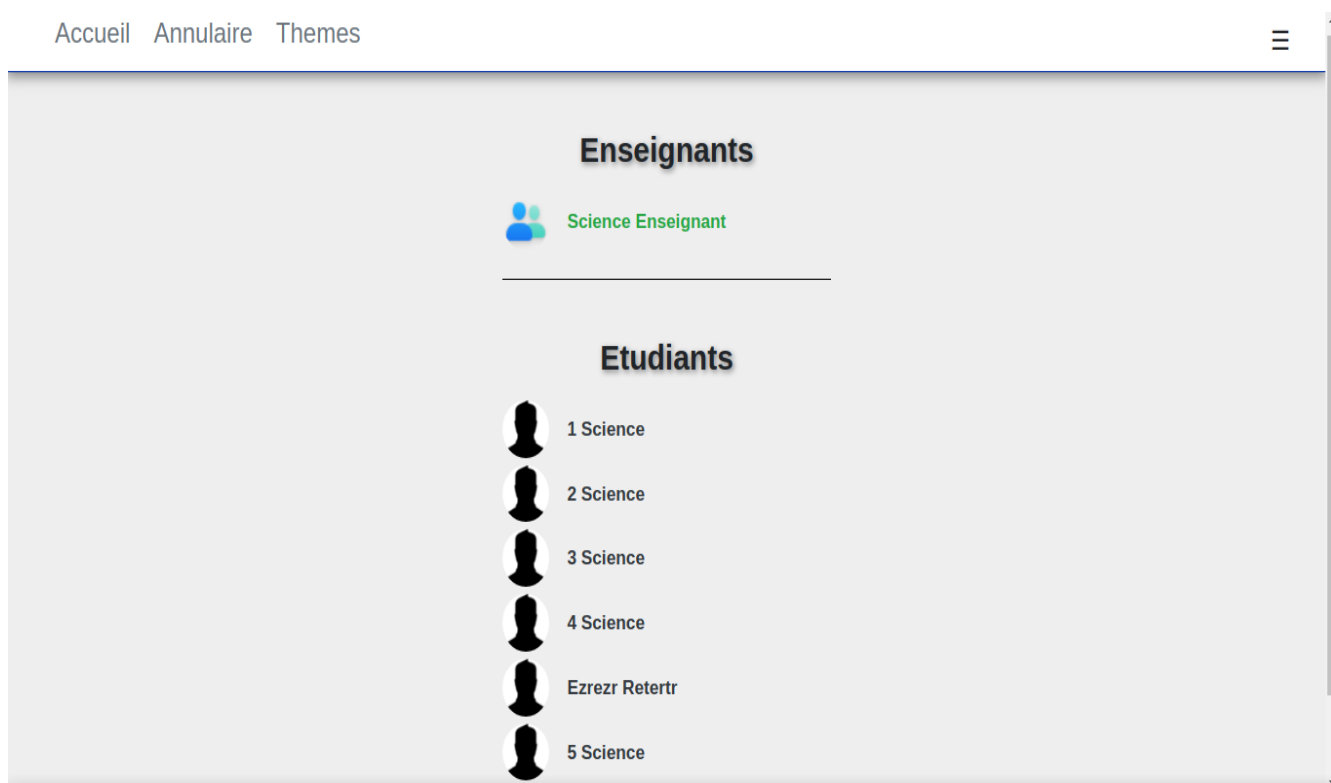 Accueil Annulaire Themes
Enseignants
Science Enseignant
Etudiants
1 Science
2 Science
3 Science
4 Science
Ezrezr Retertr
5 Science